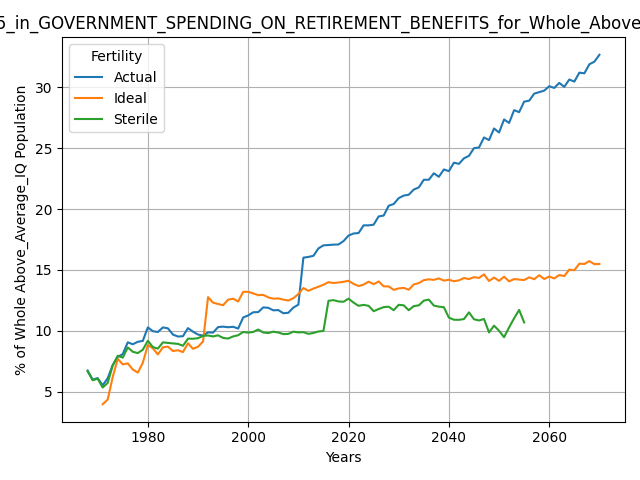 5_in_GOVERNMENT_SPENDING_ON_RETIREMENT_BENEFITS_for_Whole_Above
Fertility
Actual
Ideal
Sterile
% of Whole Above_Average_IQ Population
30
25
20
15
10
5
1980 2000 2020 2040 2060
Years